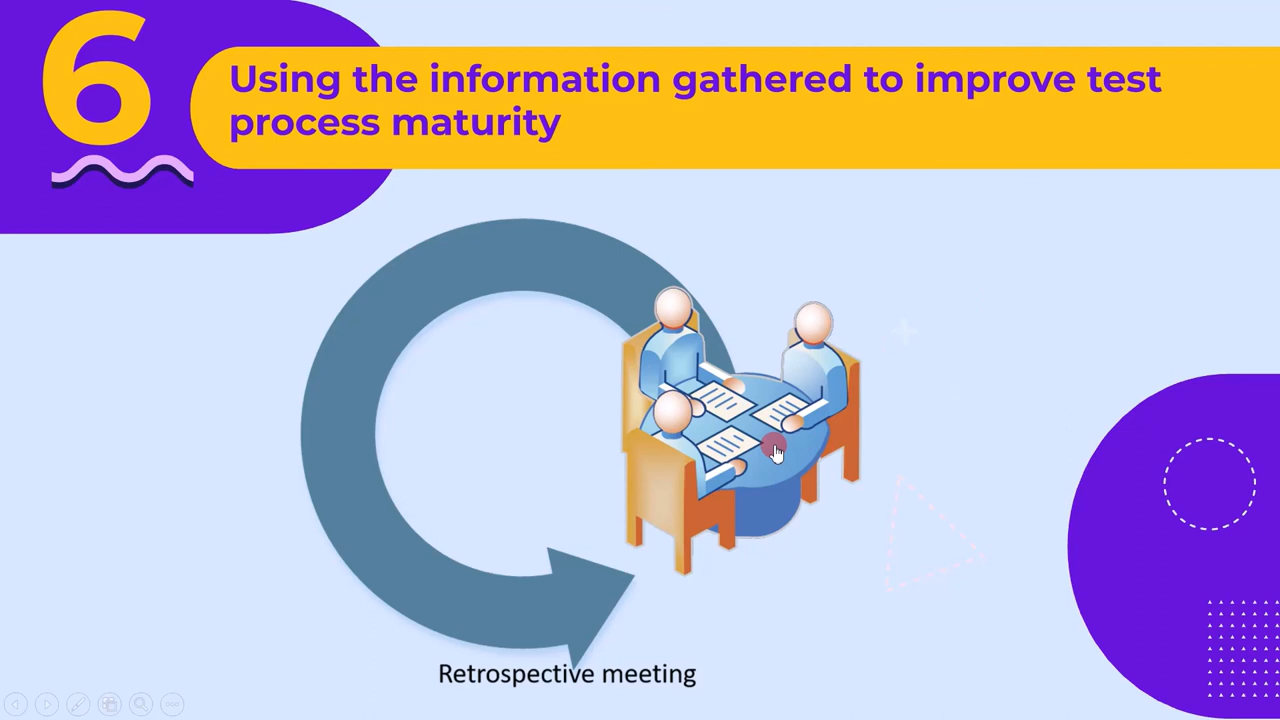 6
Using the information gathered to improve test
process maturity
Retrospective meeting